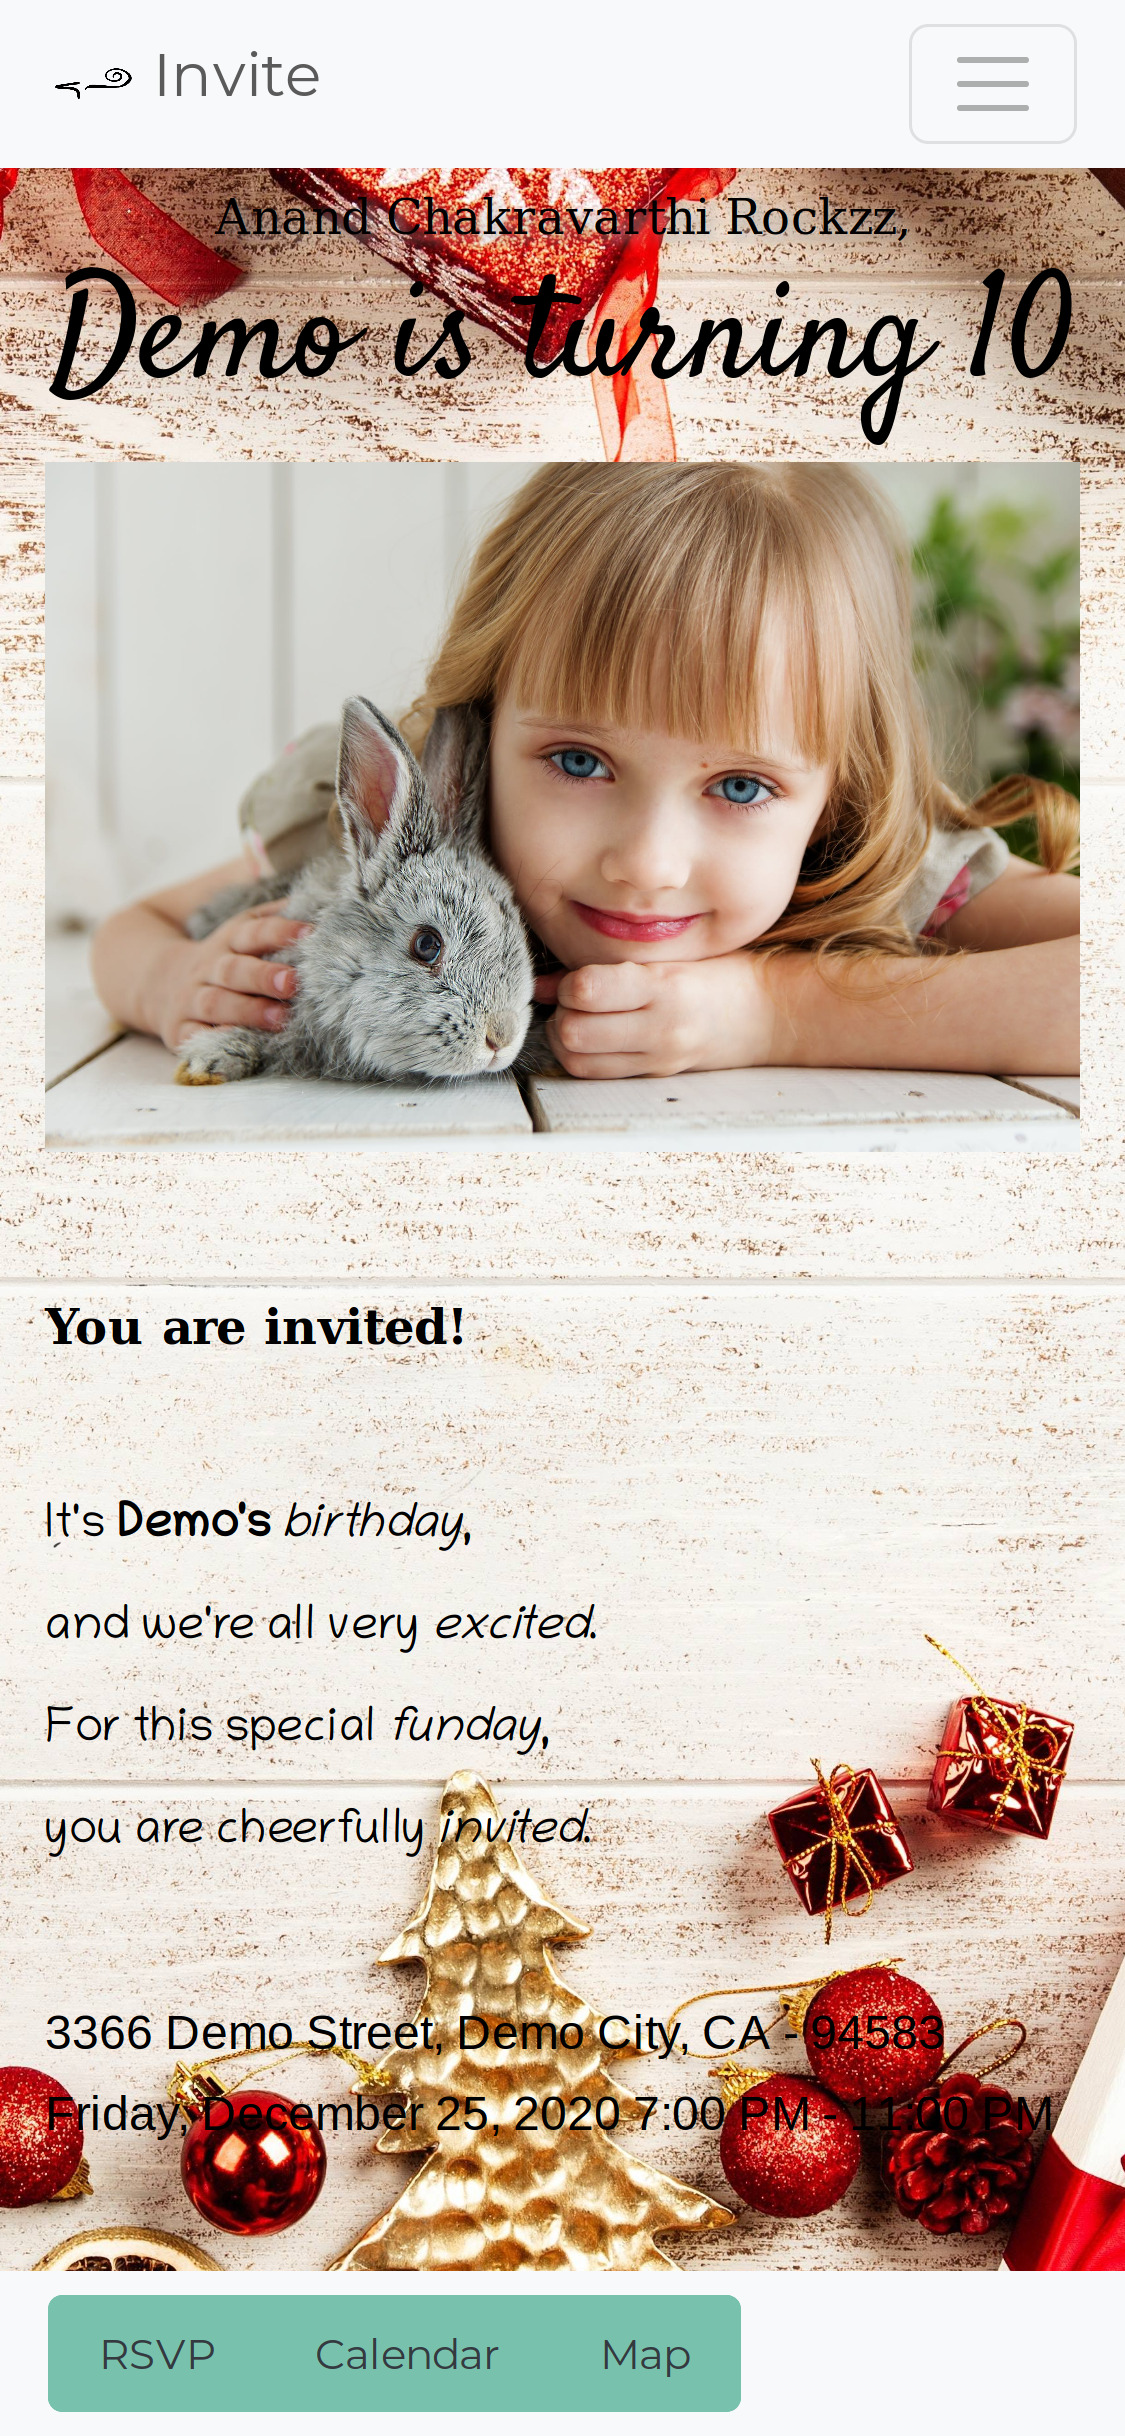 Invite
Anand Chakravarthi Rockzz,
Demo is turning 10
You are invited!
It's Demo's birthday,
and we're all very excited.
For this special funday,
you are cheerfully invited.
3366 Demo Street, Demo City, CA - 94583
Friday, December 25, 2020 7:00 PM - 11:00 PM
RSVP Calendar Map